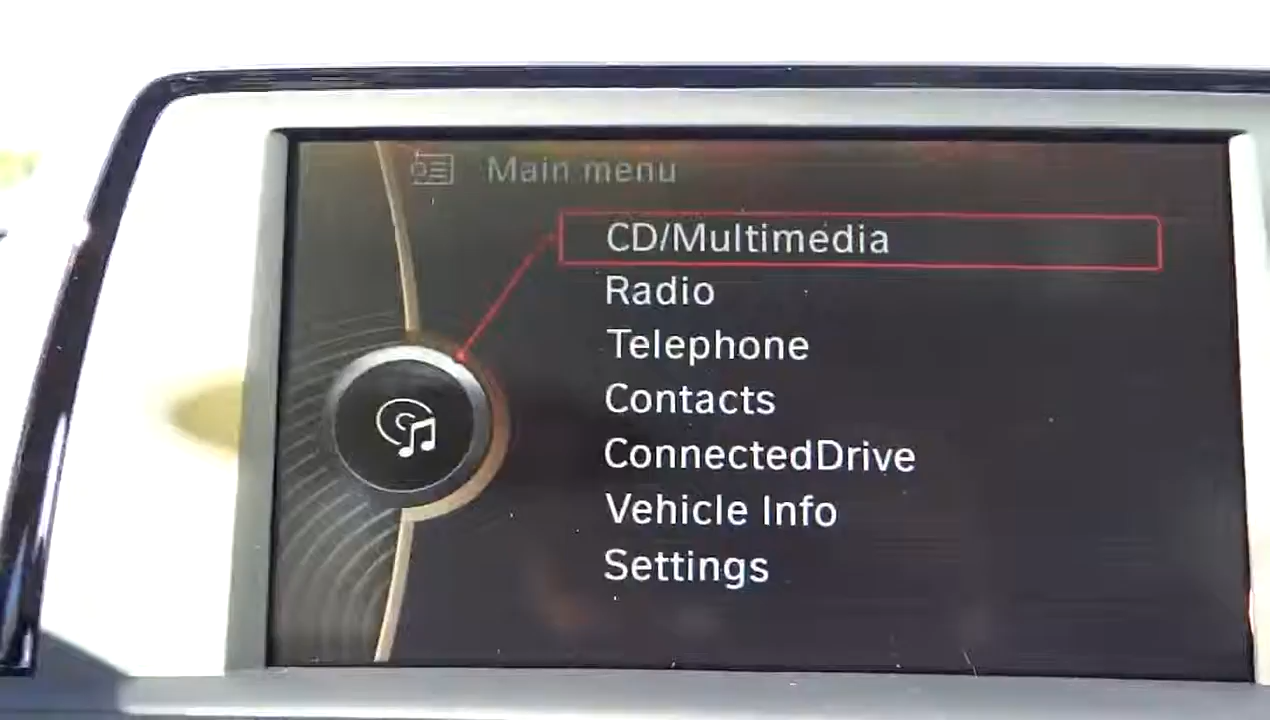 Main menu
CD/Multimedia
Radio
Telephone
Contacts
ConnectedDrive
Vehicle Info
Settings